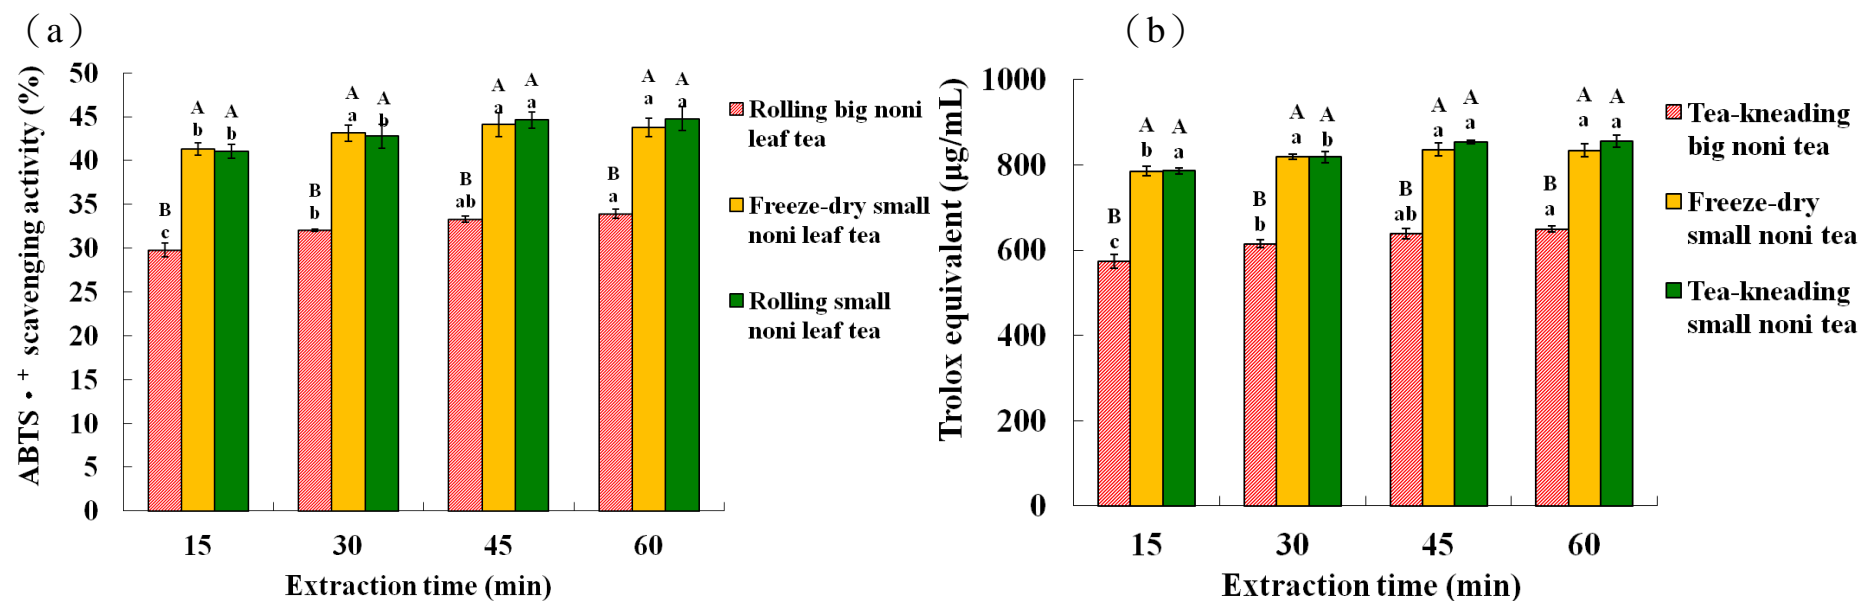 (a)
ABTS·⁺ scavenging activity (%)
50
45
40
35
30
25
20
15
10
5
0
B
c
A
b
A
b
B
b
A
a
A
b
B
ab
A
a
A
a
B
a
A
a
A
a
15 30 45 60
Extraction time (min)
Rolling big noni
leaf tea
Freeze-dry small
noni leaf tea
Rolling small
noni leaf tea
(b)
Trolox equivalent (μg/mL)
1000
800
600
400
200
0
B
c
A
b
A
a
B
b
A
a
A
b
B
ab
A
a
A
a
B
a
A
a
A
a
15 30 45 60
Extraction time (min)
Tea-kneading
big noni tea
Freeze-dry
small noni tea
Tea-kneading
small noni tea